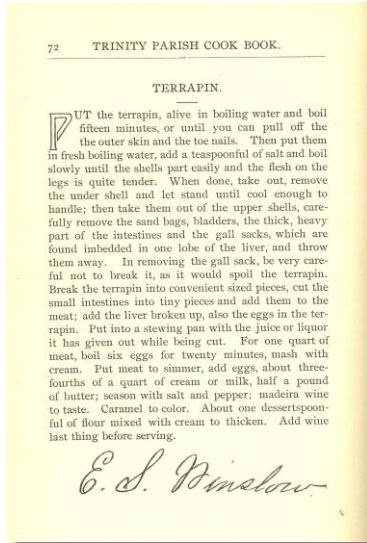 72 TRINITY PARISH COOK BOOK.
TERRAPIN.
PUT the terrapin, alive in boiling water and boil
fifteen minutes, or until you can pull off the
the outer skin and the toe nails. Then put them
in fresh boiling water, add a teaspoonful of salt and boil
slowly until the shells part easily and the flesh on the
legs is quite tender. When done, take out, remove
the under shell and let stand until cool enough to
handle; then take them out of the upper shells, care-
fully remove the sand bags, bladders, the thick, heavy
part of the intestines and the gall sacks, which are
found imbedded in one lobe of the liver, and throw
them away. In removing the gall sack, be very care-
ful not to break it, as it would spoil the terrapin.
Break the terrapin into convenient sized pieces, cut the
small intestines into tiny pieces and add them to the
meat; add the liver broken up, also the eggs in the ter-
rapin. Put into a stewing pan with the juice or liquor
it has given out while being cut. For one quart of
meat, boil six eggs for twenty minutes, mash with
cream. Put meat to simmer, add eggs, about three-
fourths of a quart of cream or milk, half a pound
of butter; season with salt and pepper; madeira wine
to taste. Caramel to color. About one dessertspoon-
ful of flour mixed with cream to thicken. Add wine
last thing before serving.
E. S. Winslow